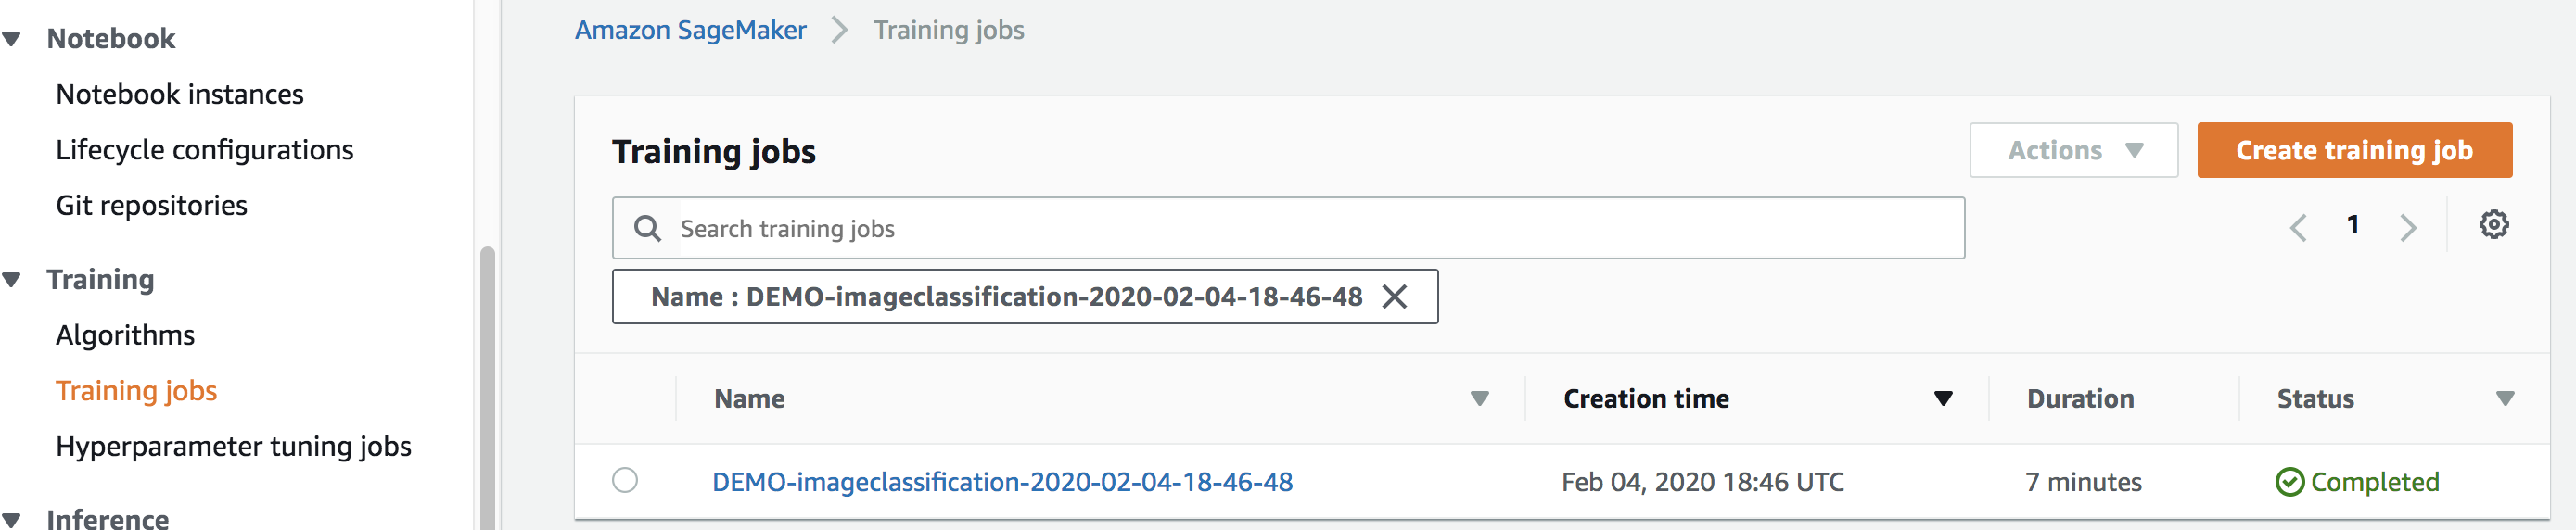 Notebook
Notebook instances
Lifecycle configurations
Git repositories
Training
Algorithms
Training jobs
Hyperparameter tuning jobs
Inference
Amazon SageMaker > Training jobs
Training jobs
Actions
Create training job
Search training jobs
1
Name : DEMO-imageclassification-2020-02-04-18-46-48
Name Creation time Duration Status
DEMO-imageclassification-2020-02-04-18-46-48 Feb 04, 2020 18:46 UTC 7 minutes Completed